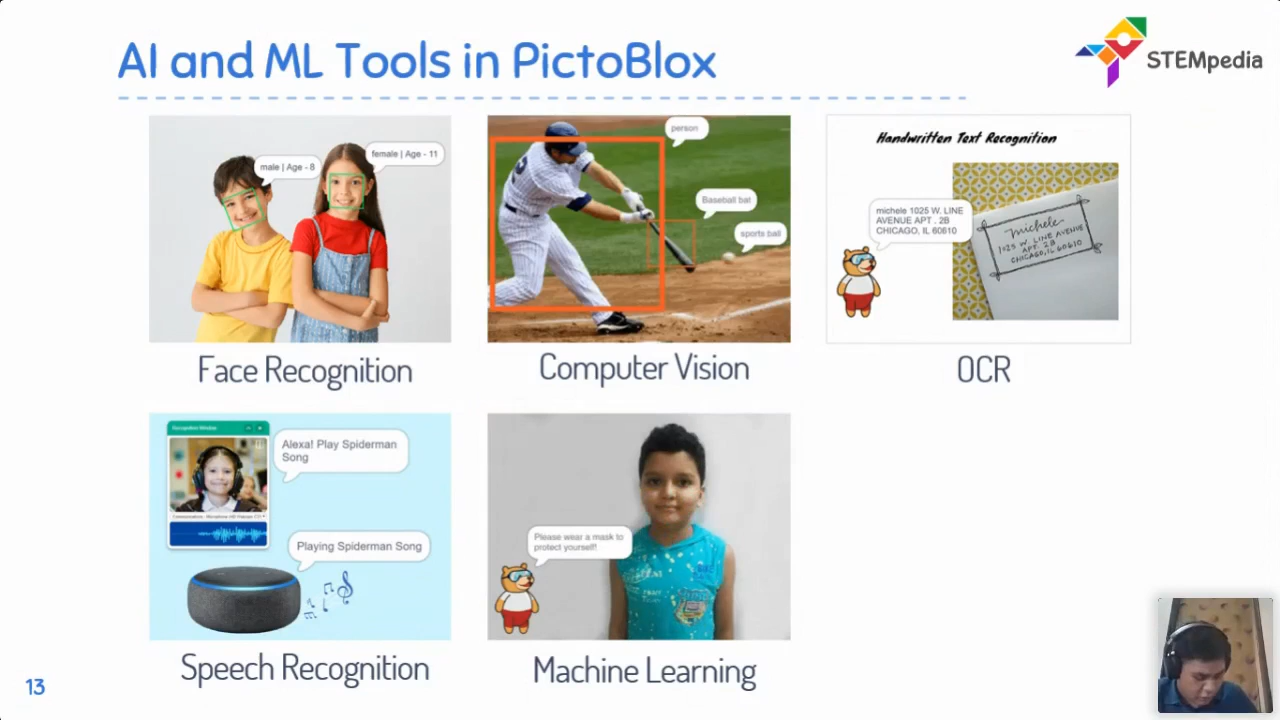 AI and ML Tools in PictoBlox
STEMpedia
male | Age - 8
female | Age - 11
Face Recognition
person
Baseball bat
sports ball
Computer Vision
Handwritten Text Recognition
michele 1025 W. LINE
AVENUE APT . 2B
CHICAGO, IL 60610
michele
1025 W. LINE AVENUE
APT. 2B
CHICAGO, IL 60610
OCR
Recognition Window
Alexa! Play Spiderman
Song
Playing Spiderman Song
Speech Recognition
Please wear a mask to
protect yourself!
Machine Learning
13